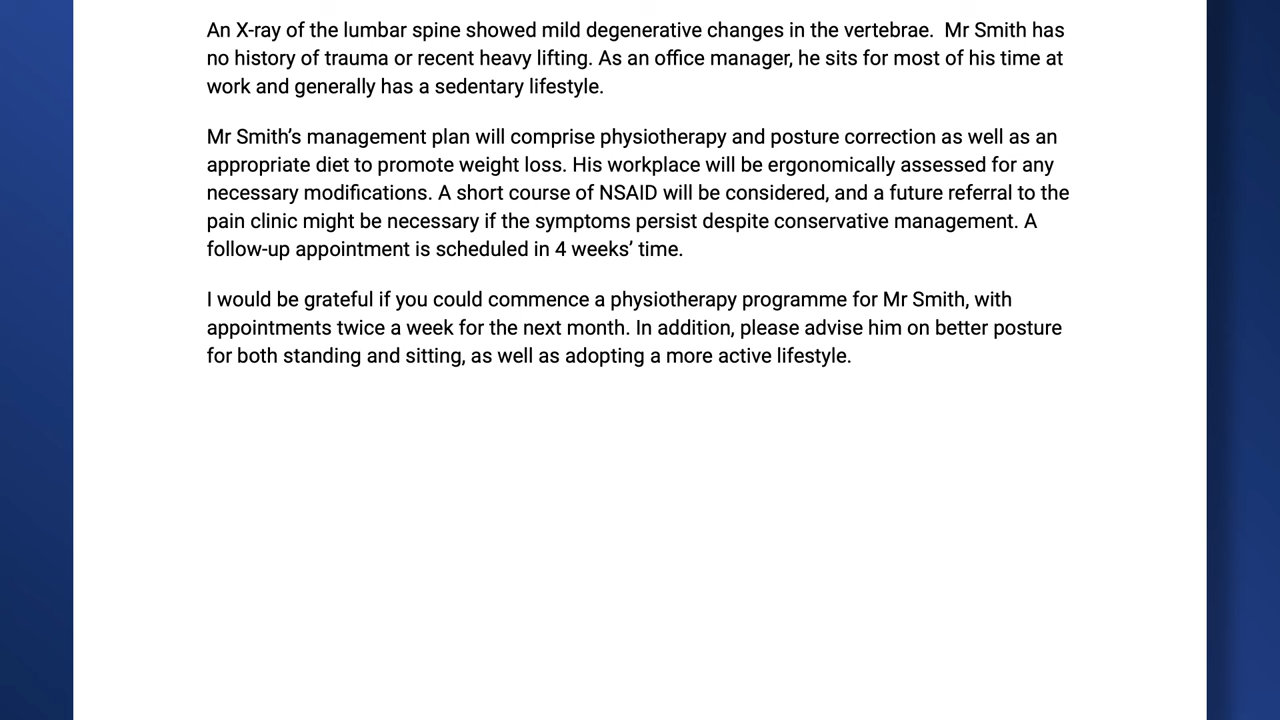 An X-ray of the lumbar spine showed mild degenerative changes in the vertebrae.  Mr Smith has
no history of trauma or recent heavy lifting. As an office manager, he sits for most of his time at
work and generally has a sedentary lifestyle.
Mr Smith’s management plan will comprise physiotherapy and posture correction as well as an
appropriate diet to promote weight loss. His workplace will be ergonomically assessed for any
necessary modifications. A short course of NSAID will be considered, and a future referral to the
pain clinic might be necessary if the symptoms persist despite conservative management. A
follow-up appointment is scheduled in 4 weeks’ time.
I would be grateful if you could commence a physiotherapy programme for Mr Smith, with
appointments twice a week for the next month. In addition, please advise him on better posture
for both standing and sitting, as well as adopting a more active lifestyle.